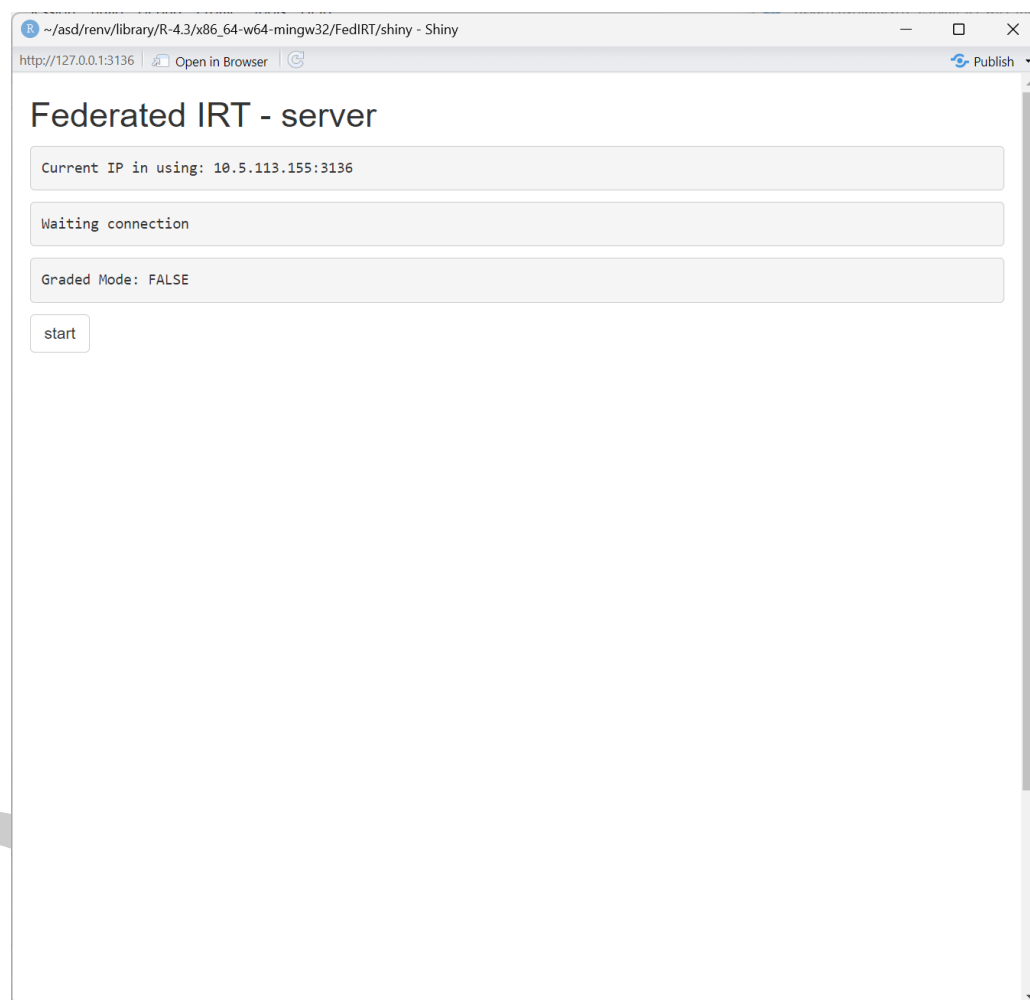 R ~/asd/renv/library/R-4.3/x86_64-w64-mingw32/FedIRT/shiny - Shiny
http://127.0.0.1:3136 Open in Browser Publish
Federated IRT - server
Current IP in using: 10.5.113.155:3136
Waiting connection
Graded Mode: FALSE
start